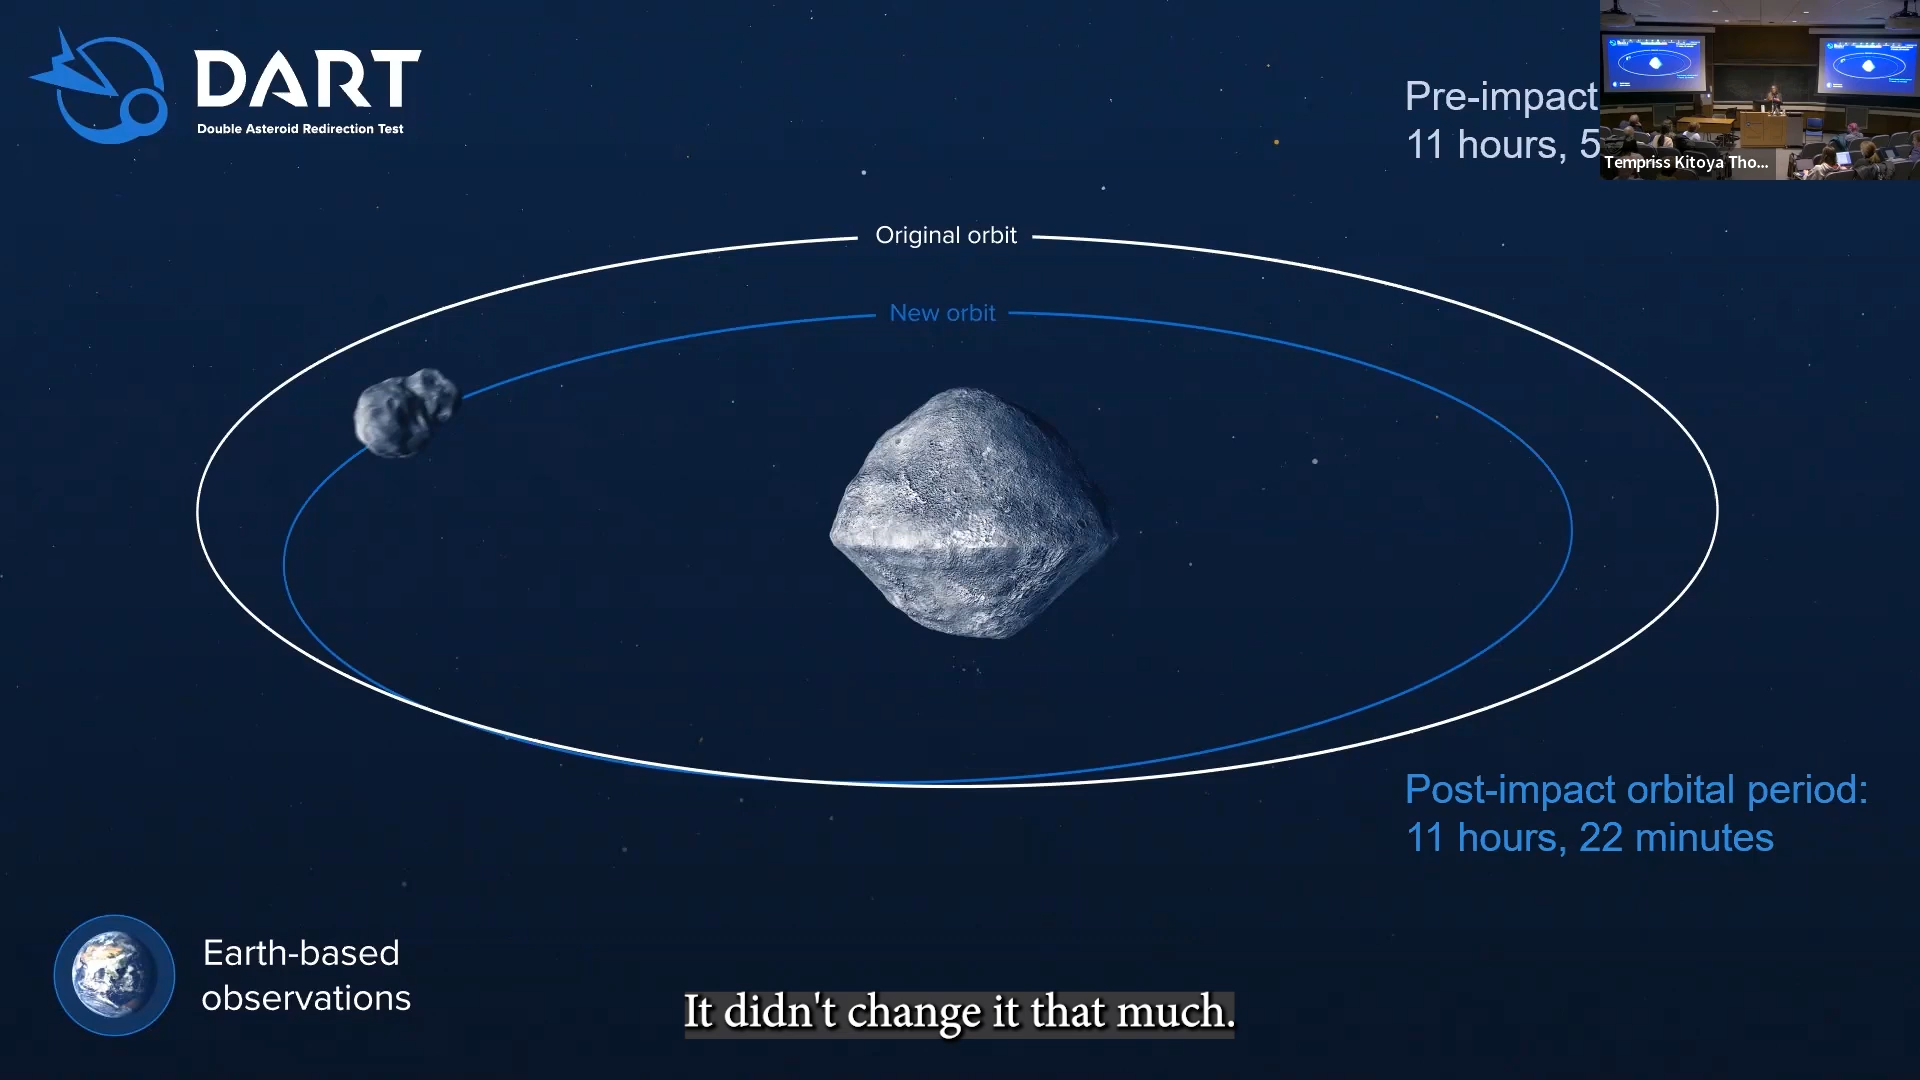 DART
Double Asteroid Redirection Test
Pre-impact
11 hours, 5
Tempriss Kitoya Tho...
Original orbit
New orbit
Post-impact orbital period:
11 hours, 22 minutes
Earth-based
observations
It didn't change it that much.